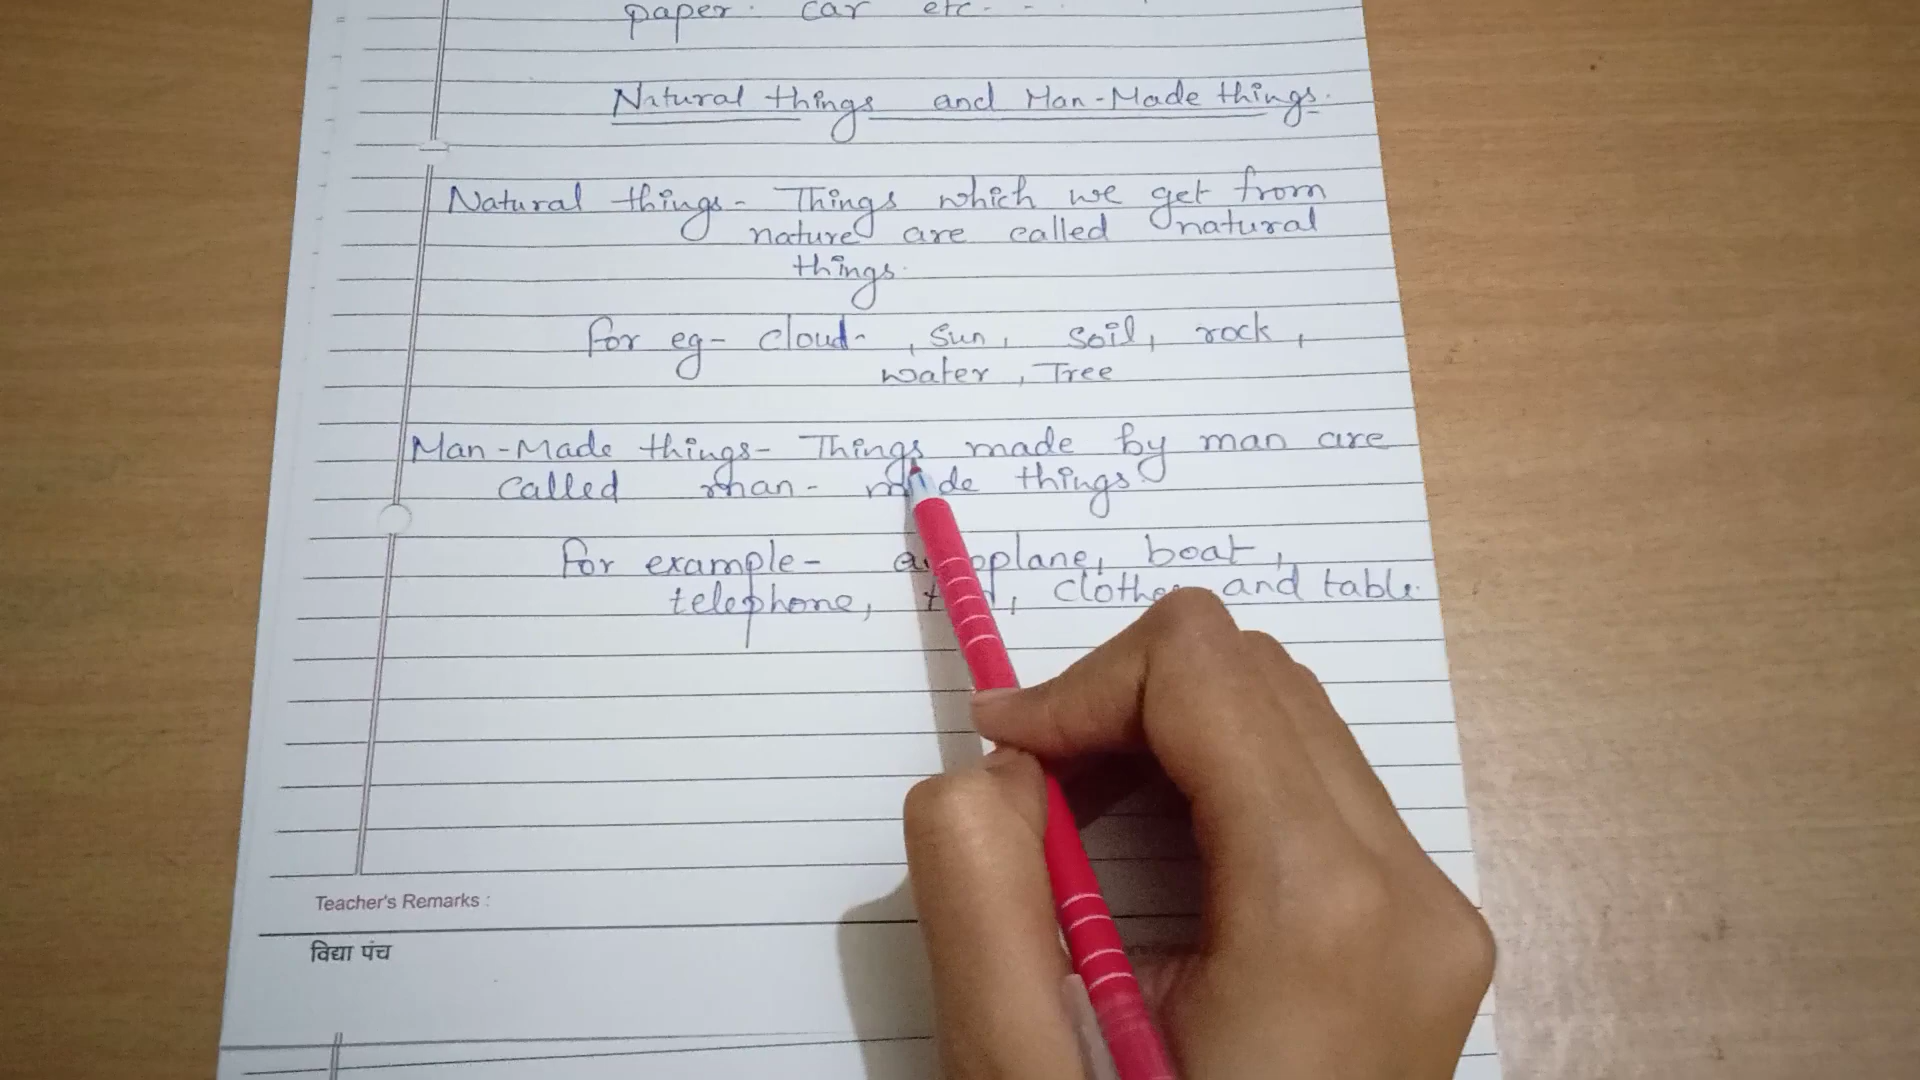 paper. car etc. -
Natural things and Man-Made things.
Natural things- Things which we get from
nature are called natural
things.
for eg- cloud- , sun, soil, rock,
water, Tree
Man-Made things- Things made by man are
called man- made things
for example- boat,
telephone, clothes and table.
Teacher's Remarks :
विद्या पंच